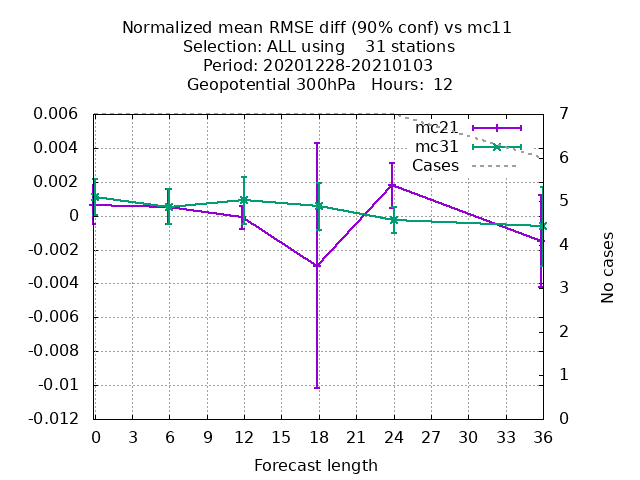 Normalized mean RMSE diff (90% conf) vs mc11
Selection: ALL using    31 stations
Period: 20201228-20210103
Geopotential 300hPa   Hours:  12
0.006
0.004
0.002
0
-0.002
-0.004
-0.006
-0.008
-0.01
-0.012
mc21
mc31
Cases
7
6
5
4
3
2
1
0
No cases
0 3 6 9 12 15 18 21 24 27 30 33 36
Forecast length